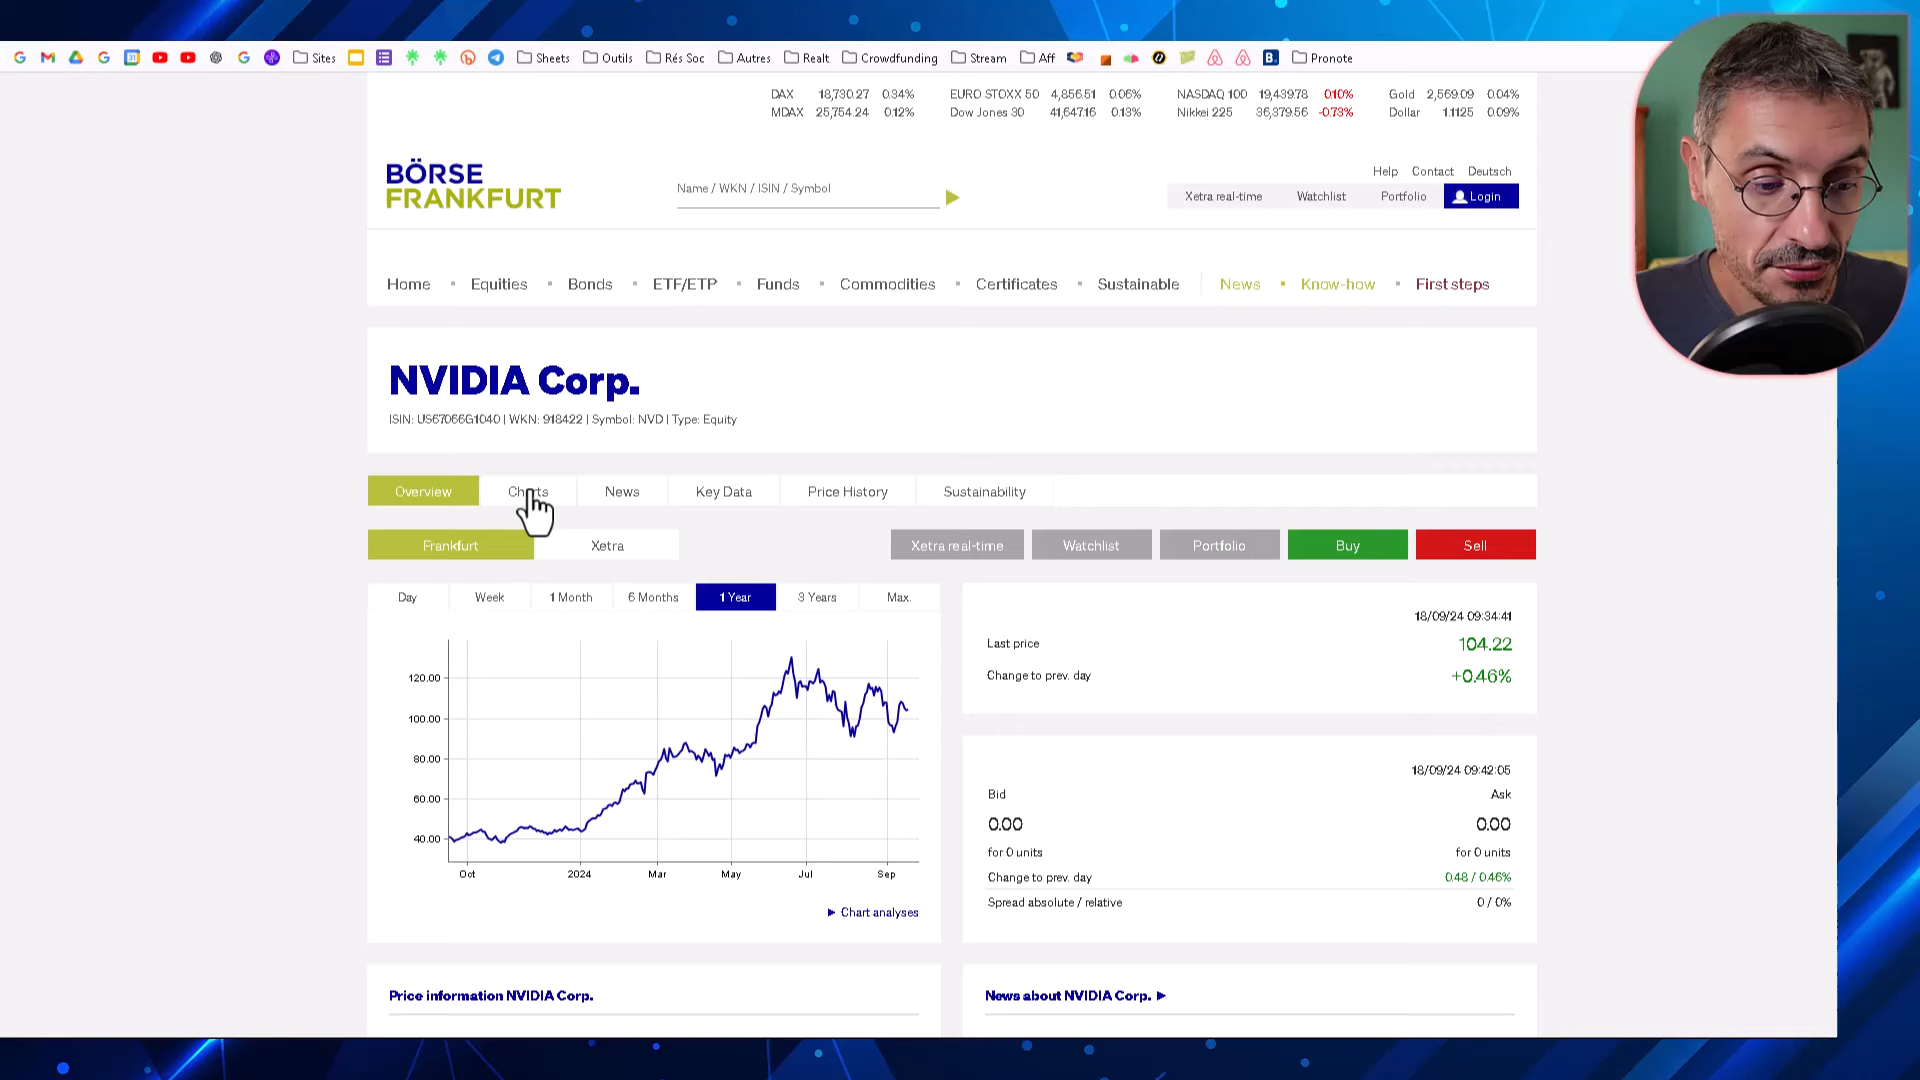 Sites Sheets Outils Rés Soc Autres Realt Crowdfunding Stream Aff B. Pronote
DAX 18,730.27 0.34% EURO STOXX 50 4,856.51 0.06% NASDAQ 100 19,439.78 0.10% Gold 2,569.09 0.04%
MDAX 25,754.24 0.12% Dow Jones 30 41,647.16 0.13% Nikkei 225 36,379.56 -0.73% Dollar 1.1125 0.09%
BÖRSE
FRANKFURT
Name / WKN / ISIN / Symbol
Help Contact Deutsch
Xetra real-time Watchlist Portfolio Login
Home Equities Bonds ETF/ETP Funds Commodities Certificates Sustainable News Know-how First steps
NVIDIA Corp.
ISIN: US67066G1040 | WKN: 918422 | Symbol: NVD | Type: Equity
Overview Charts News Key Data Price History Sustainability
Frankfurt Xetra Xetra real-time Watchlist Portfolio Buy Sell
Day Week 1 Month 6 Months 1 Year 3 Years Max.
120.00
100.00
80.00
60.00
40.00
Oct 2024 Mar May Jul Sep
Chart analyses
18/09/24 09:34:41
Last price 104.22
Change to prev. day +0.46%
18/09/24 09:42:05
Bid Ask
0.00 0.00
for 0 units for 0 units
Change to prev. day 0.48 / 0.46%
Spread absolute / relative 0 / 0%
Price information NVIDIA Corp.
News about NVIDIA Corp.